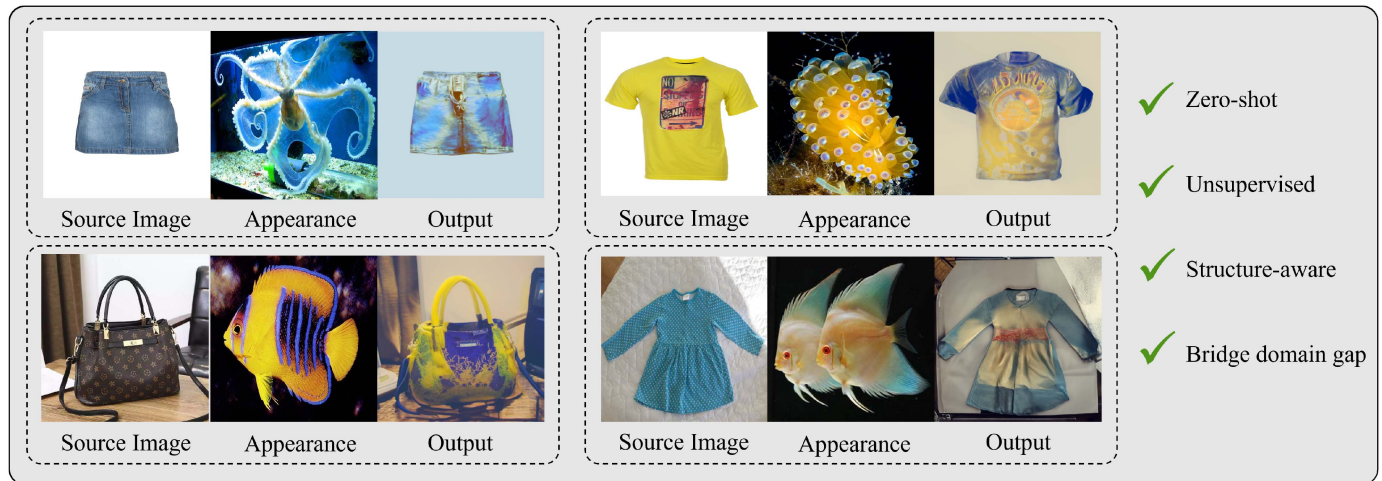 Source Image Appearance Output
Source Image Appearance Output
Zero-shot
Unsupervised
Structure-aware
Bridge domain gap
Source Image Appearance Output
Source Image Appearance Output
NO